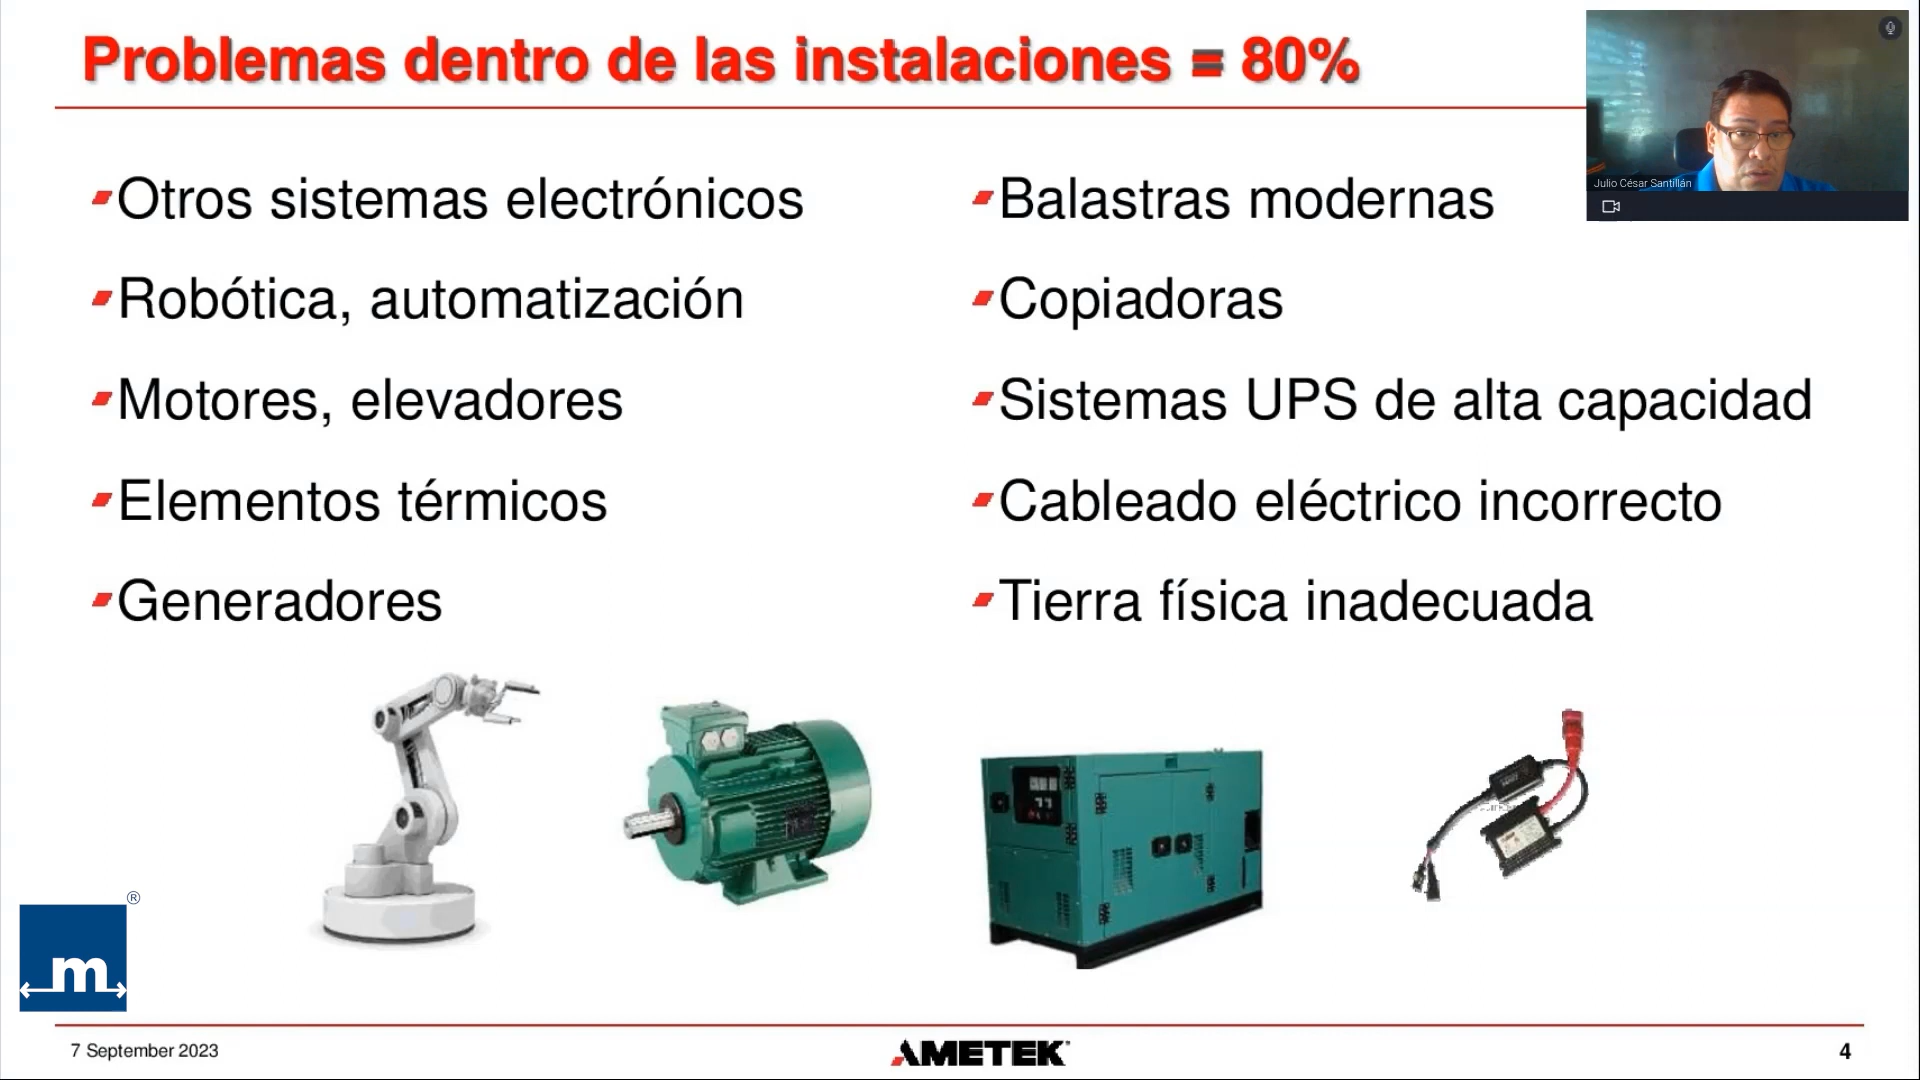 Problemas dentro de las instalaciones = 80%
Julio César Santillán
Otros sistemas electrónicos
Robótica, automatización
Motores, elevadores
Elementos térmicos
Generadores
Balastras modernas
Copiadoras
Sistemas UPS de alta capacidad
Cableado eléctrico incorrecto
Tierra física inadecuada
m
®
7 September 2023
AMETEK
4